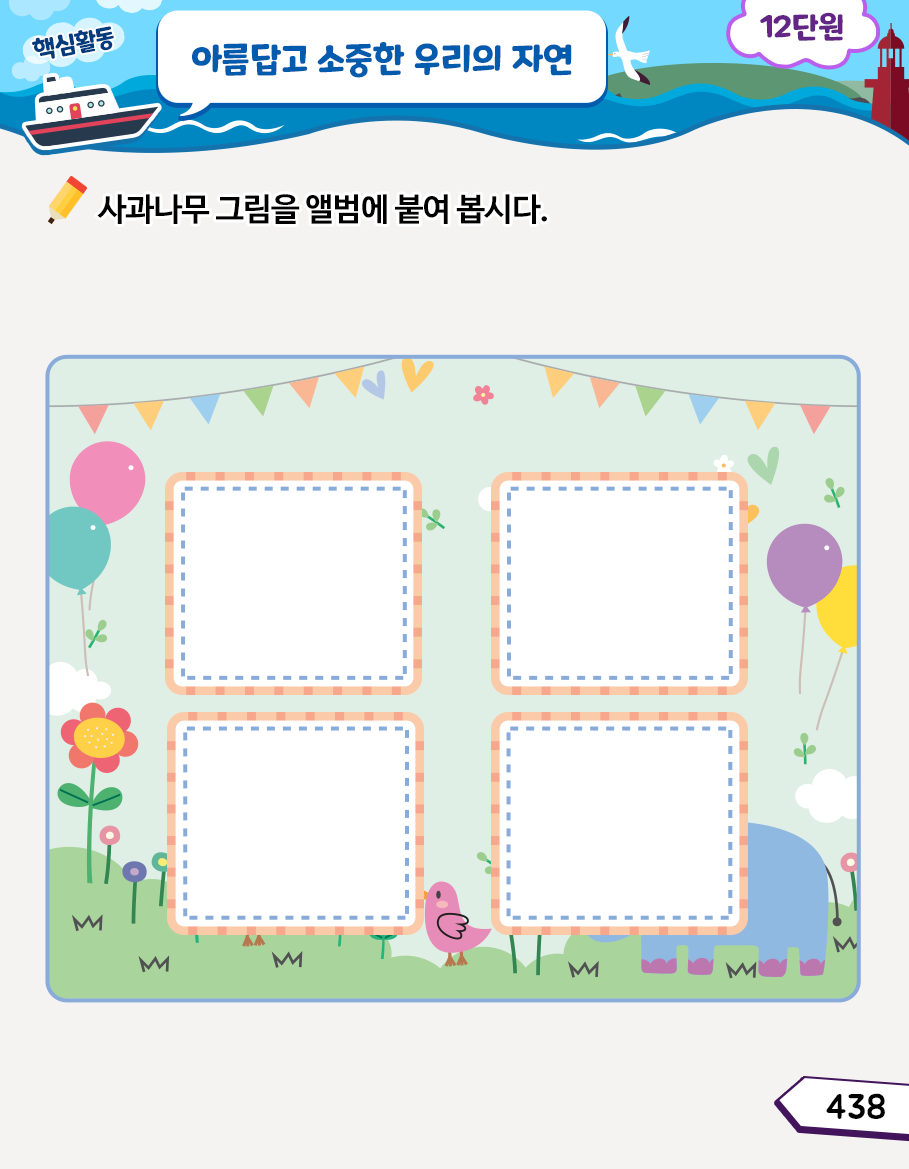 핵심활동
아름답고 소중한 우리의 자연
12단원
사과나무 그림을 앨범에 붙여 봅시다.
438